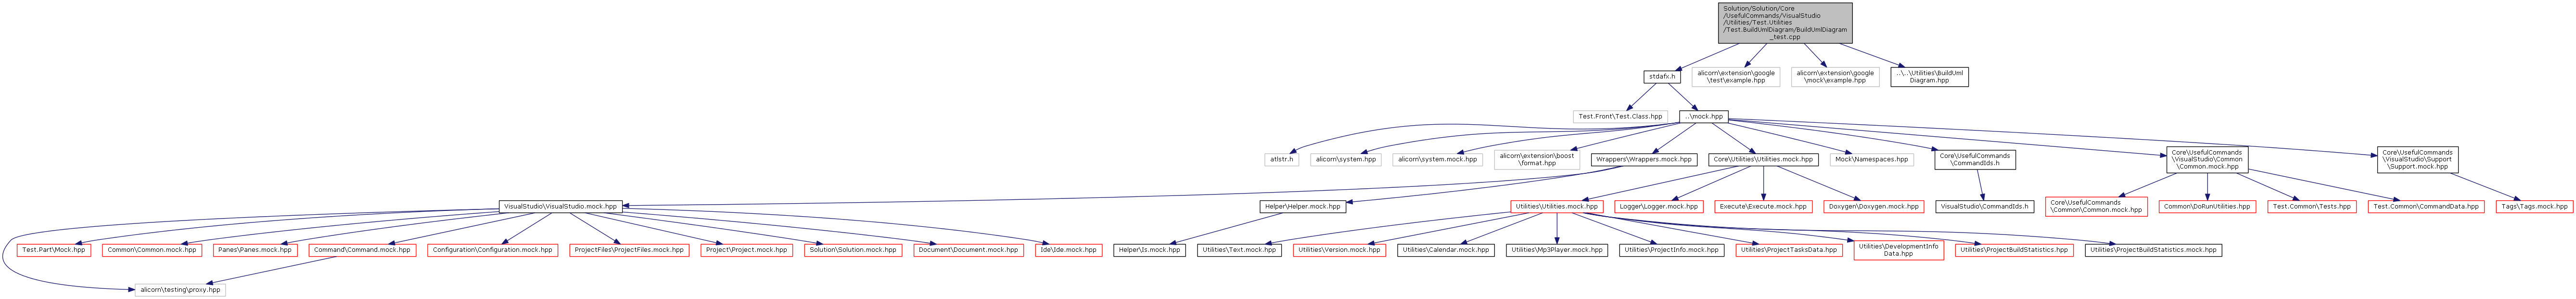 Solution/Solution/Core
/UsefulCommands/VisualStudio
/Utilities/Test.Utilities
/Test.BuildUmlDiagram/BuildUmlDiagram
_test.cpp
stdafx.h
alicorn\extension\google
\test\example.hpp
alicorn\extension\google
\mock\example.hpp
..\..\Utilities\BuildUml
Diagram.hpp
Test.Front\Test.Class.hpp
..\mock.hpp
atlstr.h
alicorn\system.hpp
alicorn\system.mock.hpp
alicorn\extension\boost
\format.hpp
Wrappers\Wrappers.mock.hpp
Core\Utilities\Utilities.mock.hpp
Mock\Namespaces.hpp
Core\UsefulCommands
\CommandIds.h
Core\UsefulCommands
\VisualStudio\Common
\Common.mock.hpp
Core\UsefulCommands
\VisualStudio\Support
\Support.mock.hpp
VisualStudio\VisualStudio.mock.hpp
Helper\Helper.mock.hpp
Utilities\Utilities.mock.hpp
Logger\Logger.mock.hpp
Execute\Execute.mock.hpp
Doxygen\Doxygen.mock.hpp
VisualStudio\CommandIds.h
Core\UsefulCommands
\Common\Common.mock.hpp
Common\DoRunUtilities.hpp
Test.Common\Tests.hpp
Test.Common\CommandData.hpp
Tags\Tags.mock.hpp
Test.Part\Mock.hpp
Common\Common.mock.hpp
Panes\Panes.mock.hpp
Command\Command.mock.hpp
Configuration\Configuration.mock.hpp
ProjectFiles\ProjectFiles.mock.hpp
Project\Project.mock.hpp
Solution\Solution.mock.hpp
Document\Document.mock.hpp
Ide\Ide.mock.hpp
Helper\Is.mock.hpp
Utilities\Text.mock.hpp
Utilities\Version.mock.hpp
Utilities\Calendar.mock.hpp
Utilities\Mp3Player.mock.hpp
Utilities\ProjectInfo.mock.hpp
Utilities\ProjectTasksData.hpp
Utilities\DevelopmentInfo
Data.hpp
Utilities\ProjectBuildStatistics.hpp
Utilities\ProjectBuildStatistics.mock.hpp
alicorn\testing\proxy.hpp